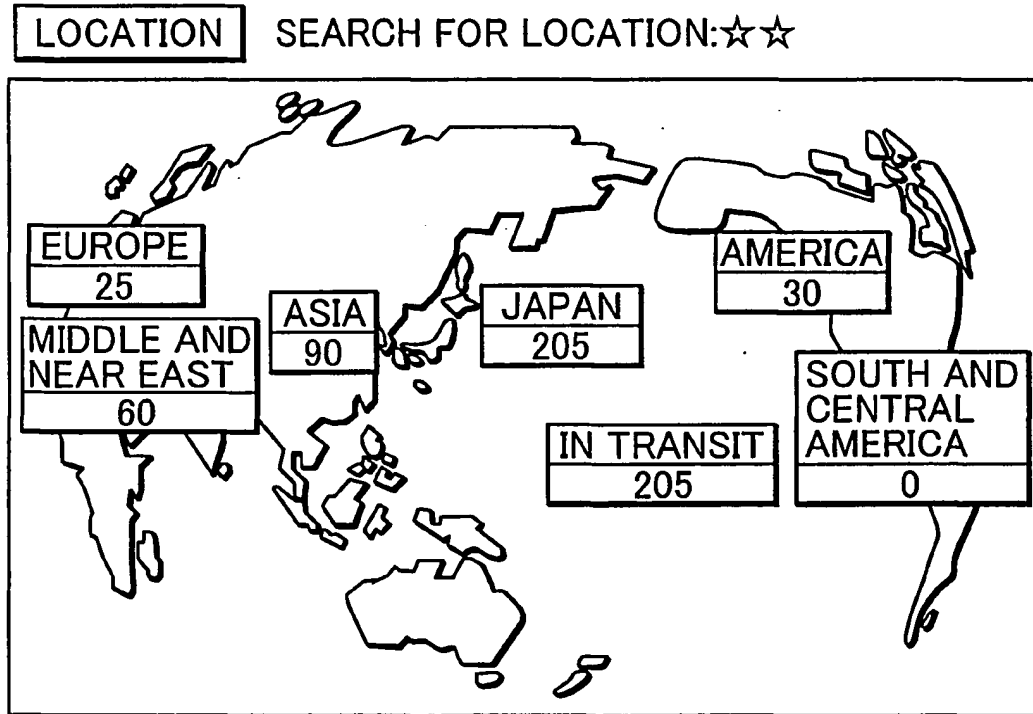 LOCATION SEARCH FOR LOCATION:☆☆
EUROPE
25
MIDDLE AND
NEAR EAST
60
ASIA
90
JAPAN
205
AMERICA
30
IN TRANSIT
205
SOUTH AND
CENTRAL
AMERICA
0